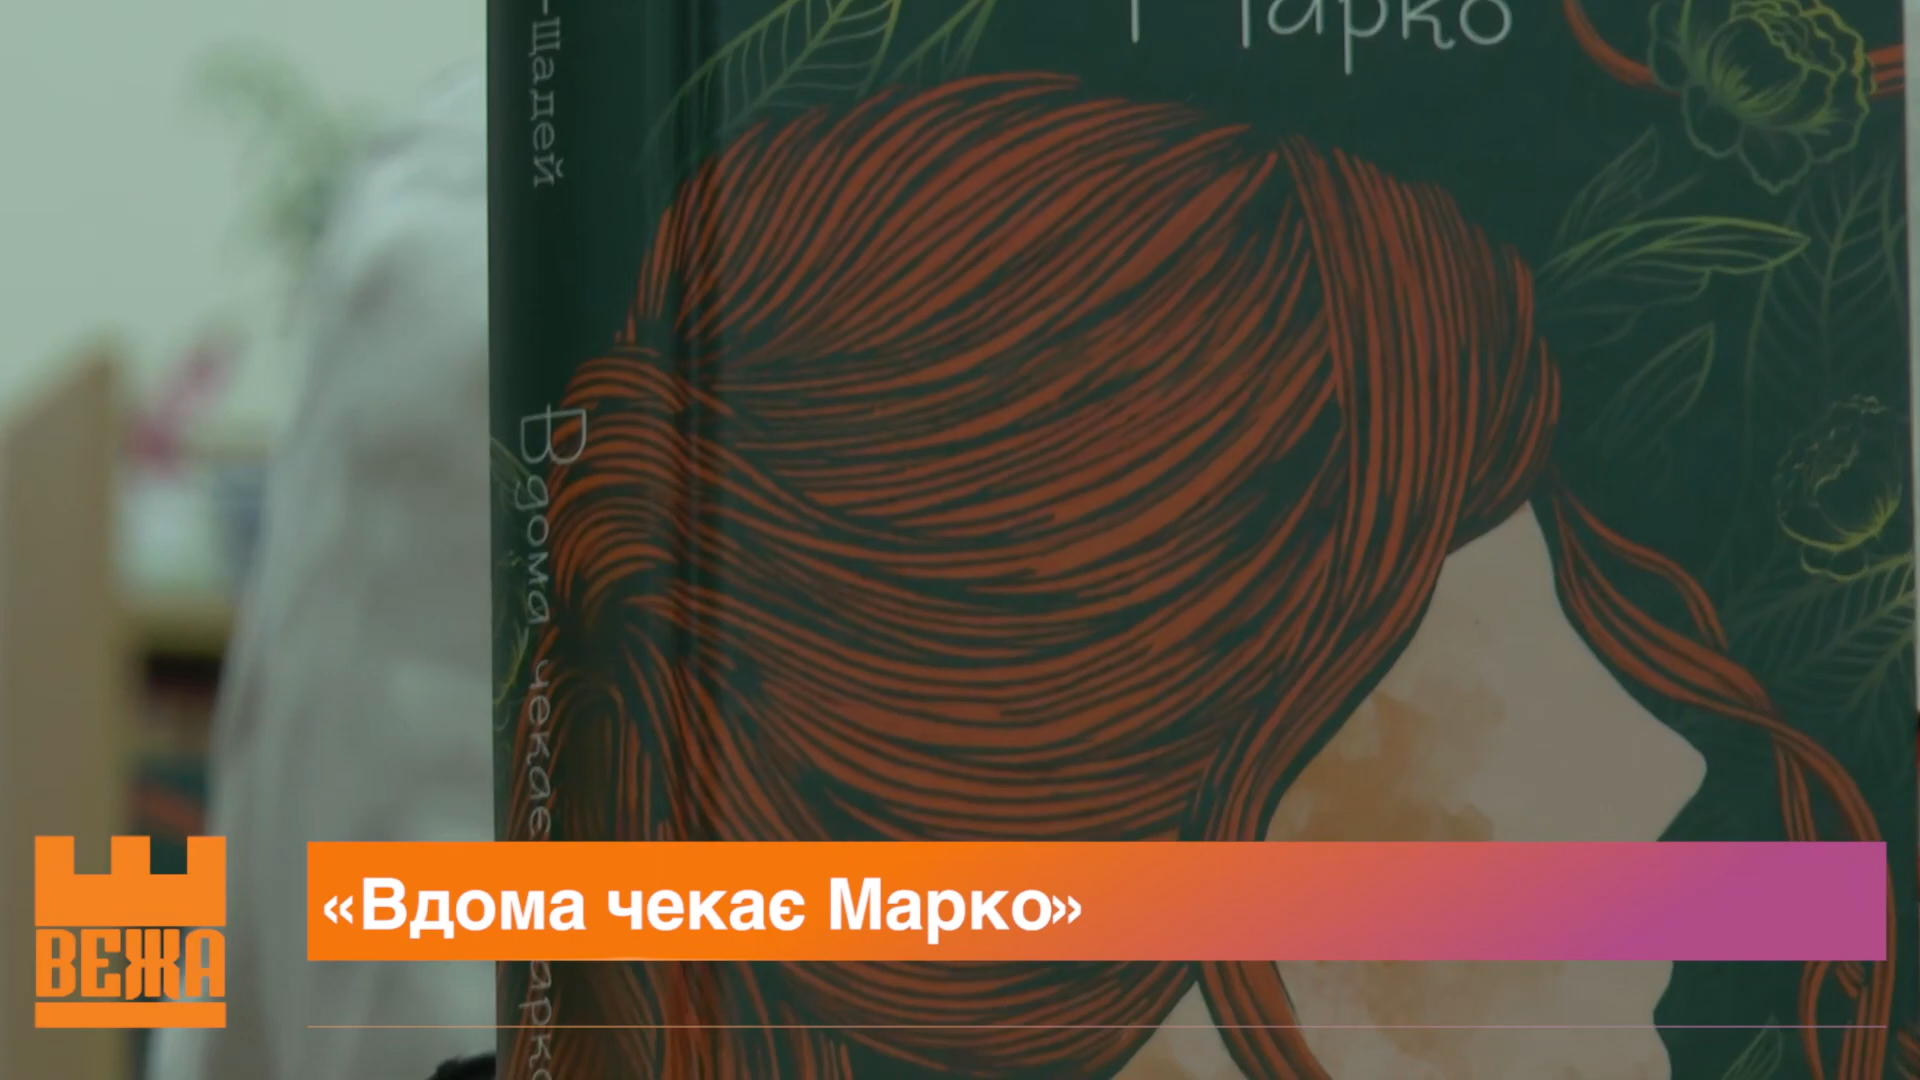 Марко
-щадей
Вдома чекає Марко
«Вдома чекає Марко»
ВЕЖА